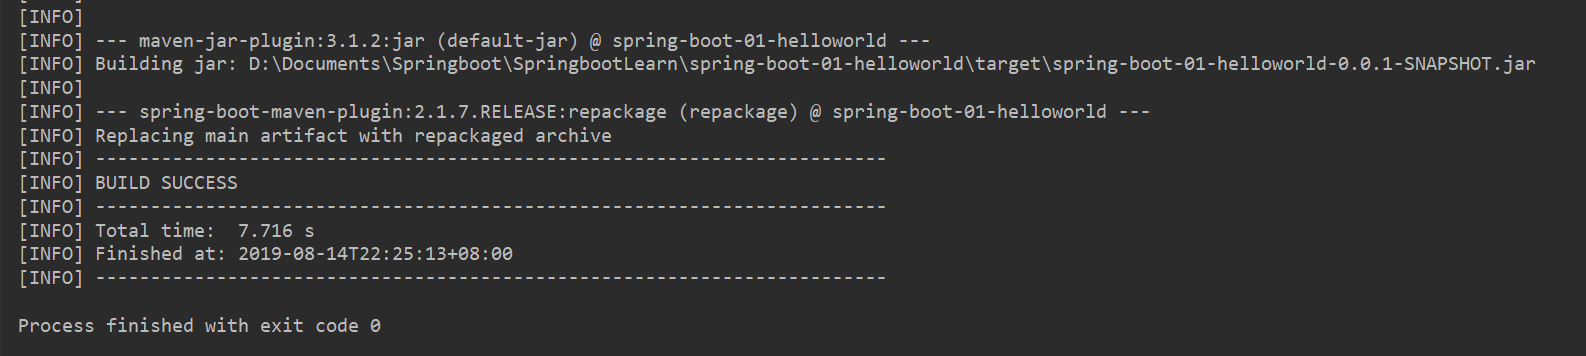 [INFO]
[INFO] --- maven-jar-plugin:3.1.2:jar (default-jar) @ spring-boot-01-helloworld ---
[INFO] Building jar: D:\Documents\Springboot\SpringbootLearn\spring-boot-01-helloworld\target\spring-boot-01-helloworld-0.0.1-SNAPSHOT.jar
[INFO]
[INFO] --- spring-boot-maven-plugin:2.1.7.RELEASE:repackage (repackage) @ spring-boot-01-helloworld ---
[INFO] Replacing main artifact with repackaged archive
[INFO] ------------------------------------------------------------------------
[INFO] BUILD SUCCESS
[INFO] ------------------------------------------------------------------------
[INFO] Total time:  7.716 s
[INFO] Finished at: 2019-08-14T22:25:13+08:00
[INFO] ------------------------------------------------------------------------
Process finished with exit code 0